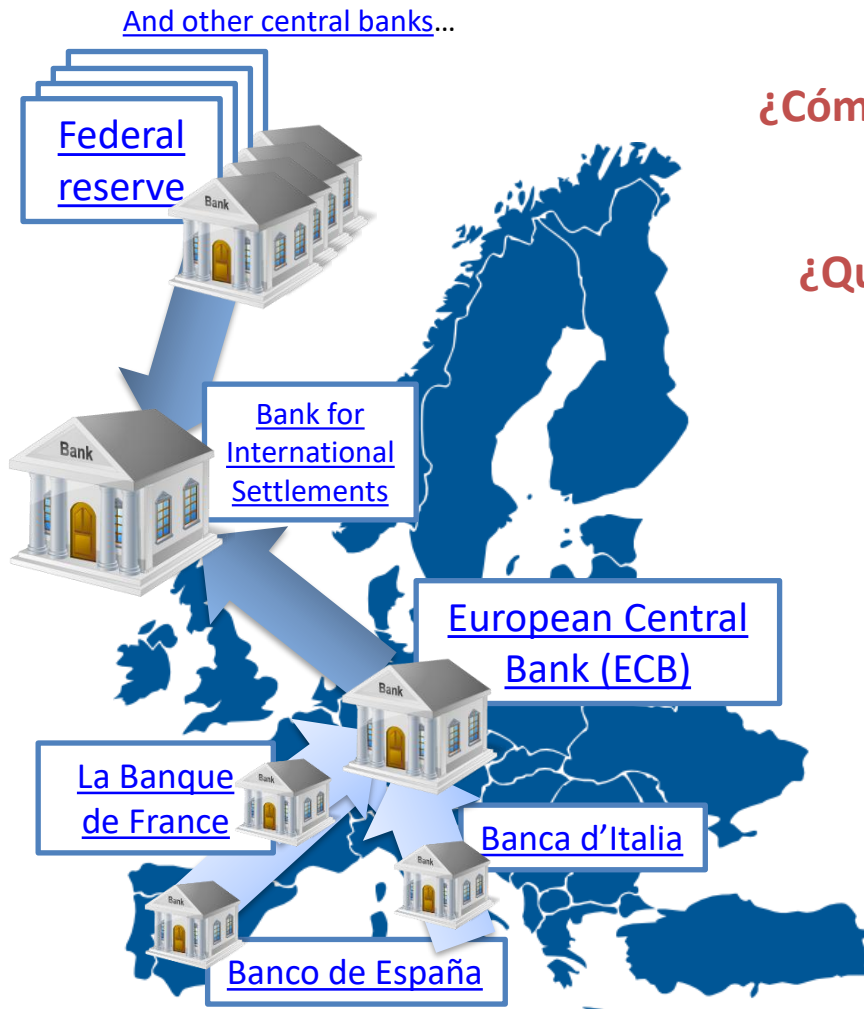 And other central banks...
¿Cóm
Federal
reserve
Bank
¿Qu
Bank for
International
Settlements
Bank
European Central
Bank (ECB)
Bank
La Banque
de France
Bank
Banca d’Italia
Bank
Bank
Banco de España